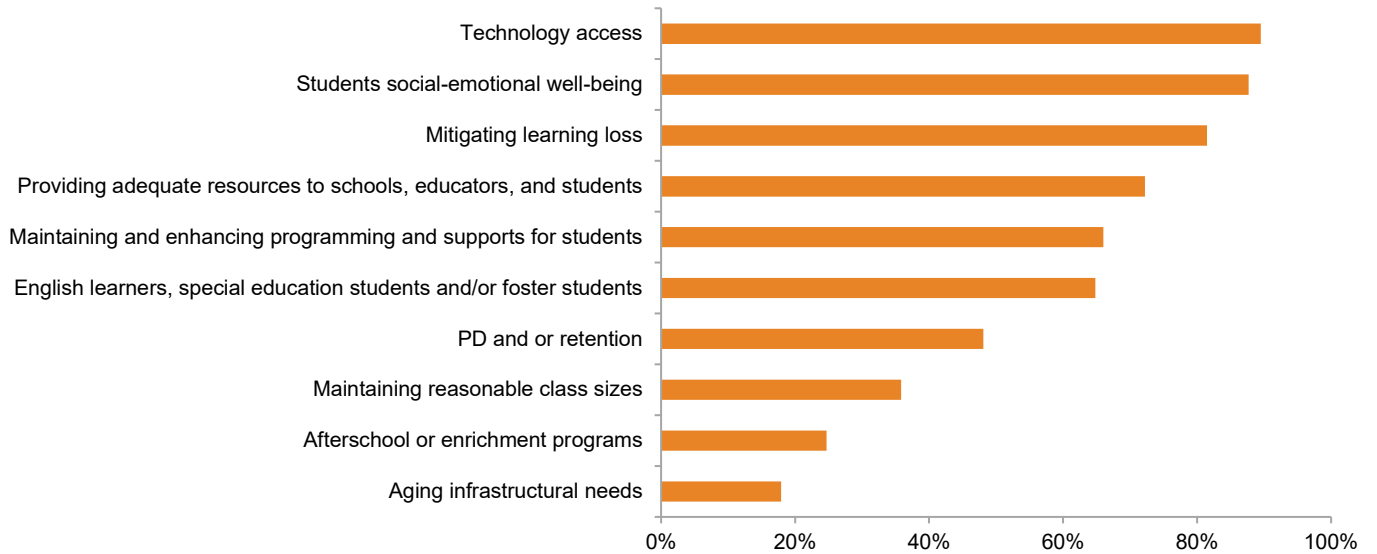 Technology access
Students social-emotional well-being
Mitigating learning loss
Providing adequate resources to schools, educators, and students
Maintaining and enhancing programming and supports for students
English learners, special education students and/or foster students
PD and or retention
Maintaining reasonable class sizes
Afterschool or enrichment programs
Aging infrastructural needs
0% 20% 40% 60% 80% 100%